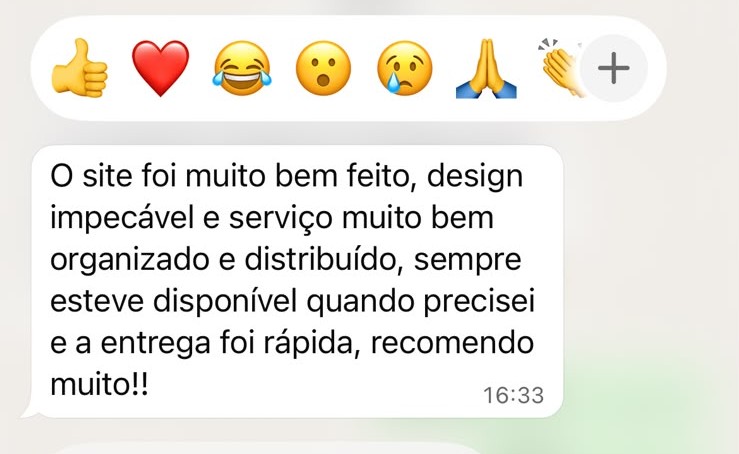 O site foi muito bem feito, design
impecável e serviço muito bem
organizado e distribuído, sempre
esteve disponível quando precisei
e a entrega foi rápida, recomendo
muito!!
16:33